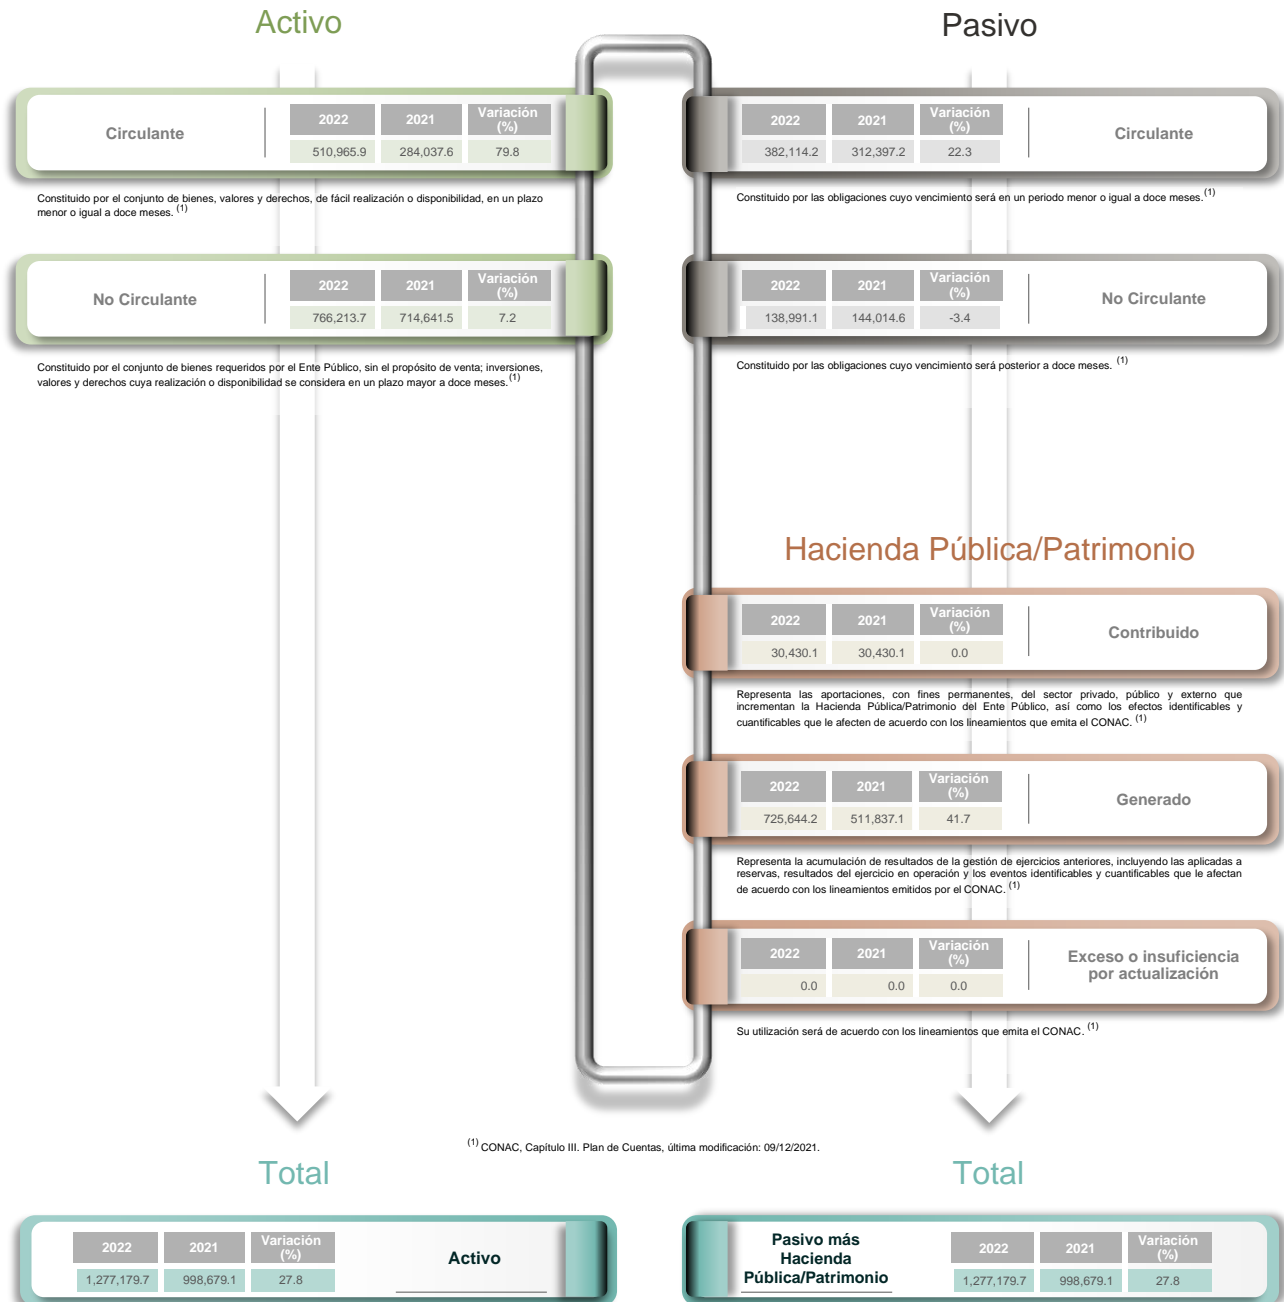 Activo
Circulante
2022 2021 Variación (%)
510,965.9 284,037.6 79.8
Constituido por el conjunto de bienes, valores y derechos, de fácil realización o disponibilidad, en un plazo
menor o igual a doce meses. (1)
No Circulante
2022 2021 Variación (%)
766,213.7 714,641.5 7.2
Constituido por el conjunto de bienes requeridos por el Ente Público, sin el propósito de venta; inversiones,
valores y derechos cuya realización o disponibilidad se considera en un plazo mayor a doce meses. (1)
Pasivo
2022 2021 Variación (%)
382,114.2 312,397.2 22.3
Circulante
Constituido por las obligaciones cuyo vencimiento será en un periodo menor o igual a doce meses. (1)
2022 2021 Variación (%)
138,991.1 144,014.6 -3.4
No Circulante
Constituido por las obligaciones cuyo vencimiento será posterior a doce meses. (1)
Hacienda Pública/Patrimonio
2022 2021 Variación (%)
30,430.1 30,430.1 0.0
Contribuido
Representa las aportaciones, con fines permanentes, del sector privado, público y externo que
incrementan la Hacienda Pública/Patrimonio del Ente Público, así como los efectos identificables y
cuantificables que le afecten de acuerdo con los lineamientos que emita el CONAC. (1)
2022 2021 Variación (%)
725,644.2 511,837.1 41.7
Generado
Representa la acumulación de resultados de la gestión de ejercicios anteriores, incluyendo las aplicadas a
reservas, resultados del ejercicio en operación y los eventos identificables y cuantificables que le afectan
de acuerdo con los lineamientos emitidos por el CONAC. (1)
2022 2021 Variación (%)
0.0 0.0 0.0
Exceso o insuficiencia
por actualización
Su utilización será de acuerdo con los lineamientos que emita el CONAC. (1)
(1) CONAC, Capítulo III. Plan de Cuentas, última modificación: 09/12/2021.
Total
2022 2021 Variación (%)
1,277,179.7 998,679.1 27.8
Activo
Total
Pasivo más
Hacienda
Pública/Patrimonio
2022 2021 Variación (%)
1,277,179.7 998,679.1 27.8